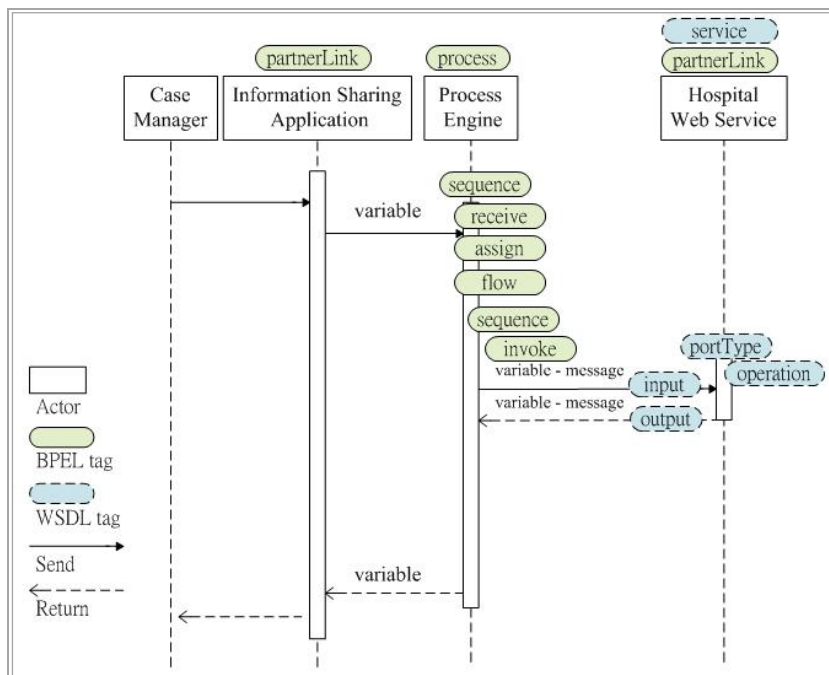 service
partnerLink
process
partnerLink
Case
Manager
Information Sharing
Application
Process
Engine
Hospital
Web Service
sequence
variable
receive
assign
flow
sequence
invoke
portType
variable - message
input
operation
variable - message
output
Actor
BPEL tag
WSDL tag
Send
Return
variable